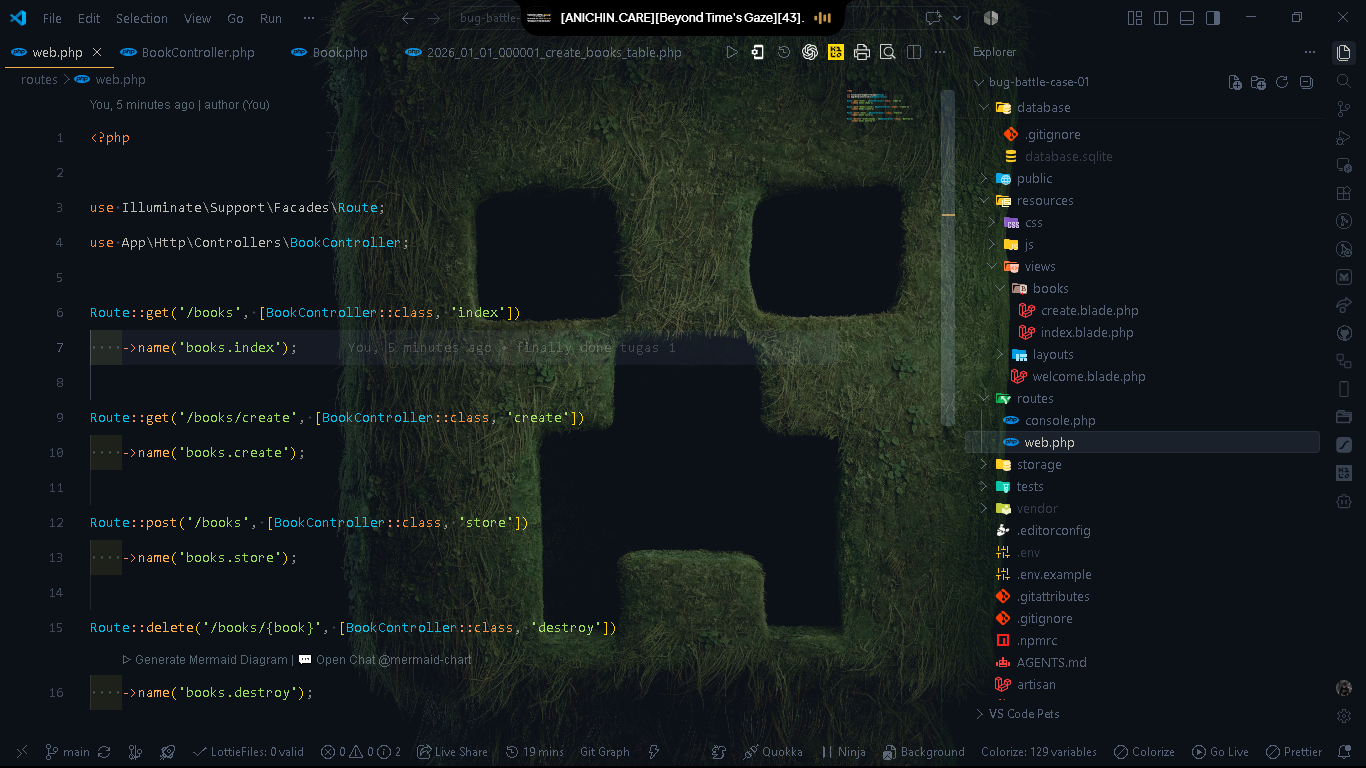 File Edit Selection View Go Run ···
bug-battle-
[ANICHIN.CARE][Beyond Time's Gaze][43].
web.php
BookController.php
Book.php
2026_01_01_000001_create_books_table.php
routes > web.php
You, 5 minutes ago | author (You)
1 <?php
2
3 use Illuminate\Support\Facades\Route;
4 use App\Http\Controllers\BookController;
5
6 Route::get('/books', [BookController::class, 'index'])
7 ->name('books.index'); You, 5 minutes ago • finally done tugas 1
8
9 Route::get('/books/create', [BookController::class, 'create'])
10 ->name('books.create');
11
12 Route::post('/books', [BookController::class, 'store'])
13 ->name('books.store');
14
15 Route::delete('/books/{book}', [BookController::class, 'destroy'])
Generate Mermaid Diagram | Open Chat @mermaid-chart
16 ->name('books.destroy');
Explorer
bug-battle-case-01
database
.gitignore
database.sqlite
public
resources
css
js
views
books
create.blade.php
index.blade.php
layouts
welcome.blade.php
routes
console.php
web.php
storage
tests
vendor
.editorconfig
.env
.env.example
.gitattributes
.gitignore
.npmrc
AGENTS.md
artisan
VS Code Pets
main LottieFiles: 0 valid 0 0 2 Live Share 19 mins Git Graph Quokka Ninja Background Colorize: 129 variables Colorize Go Live Prettier